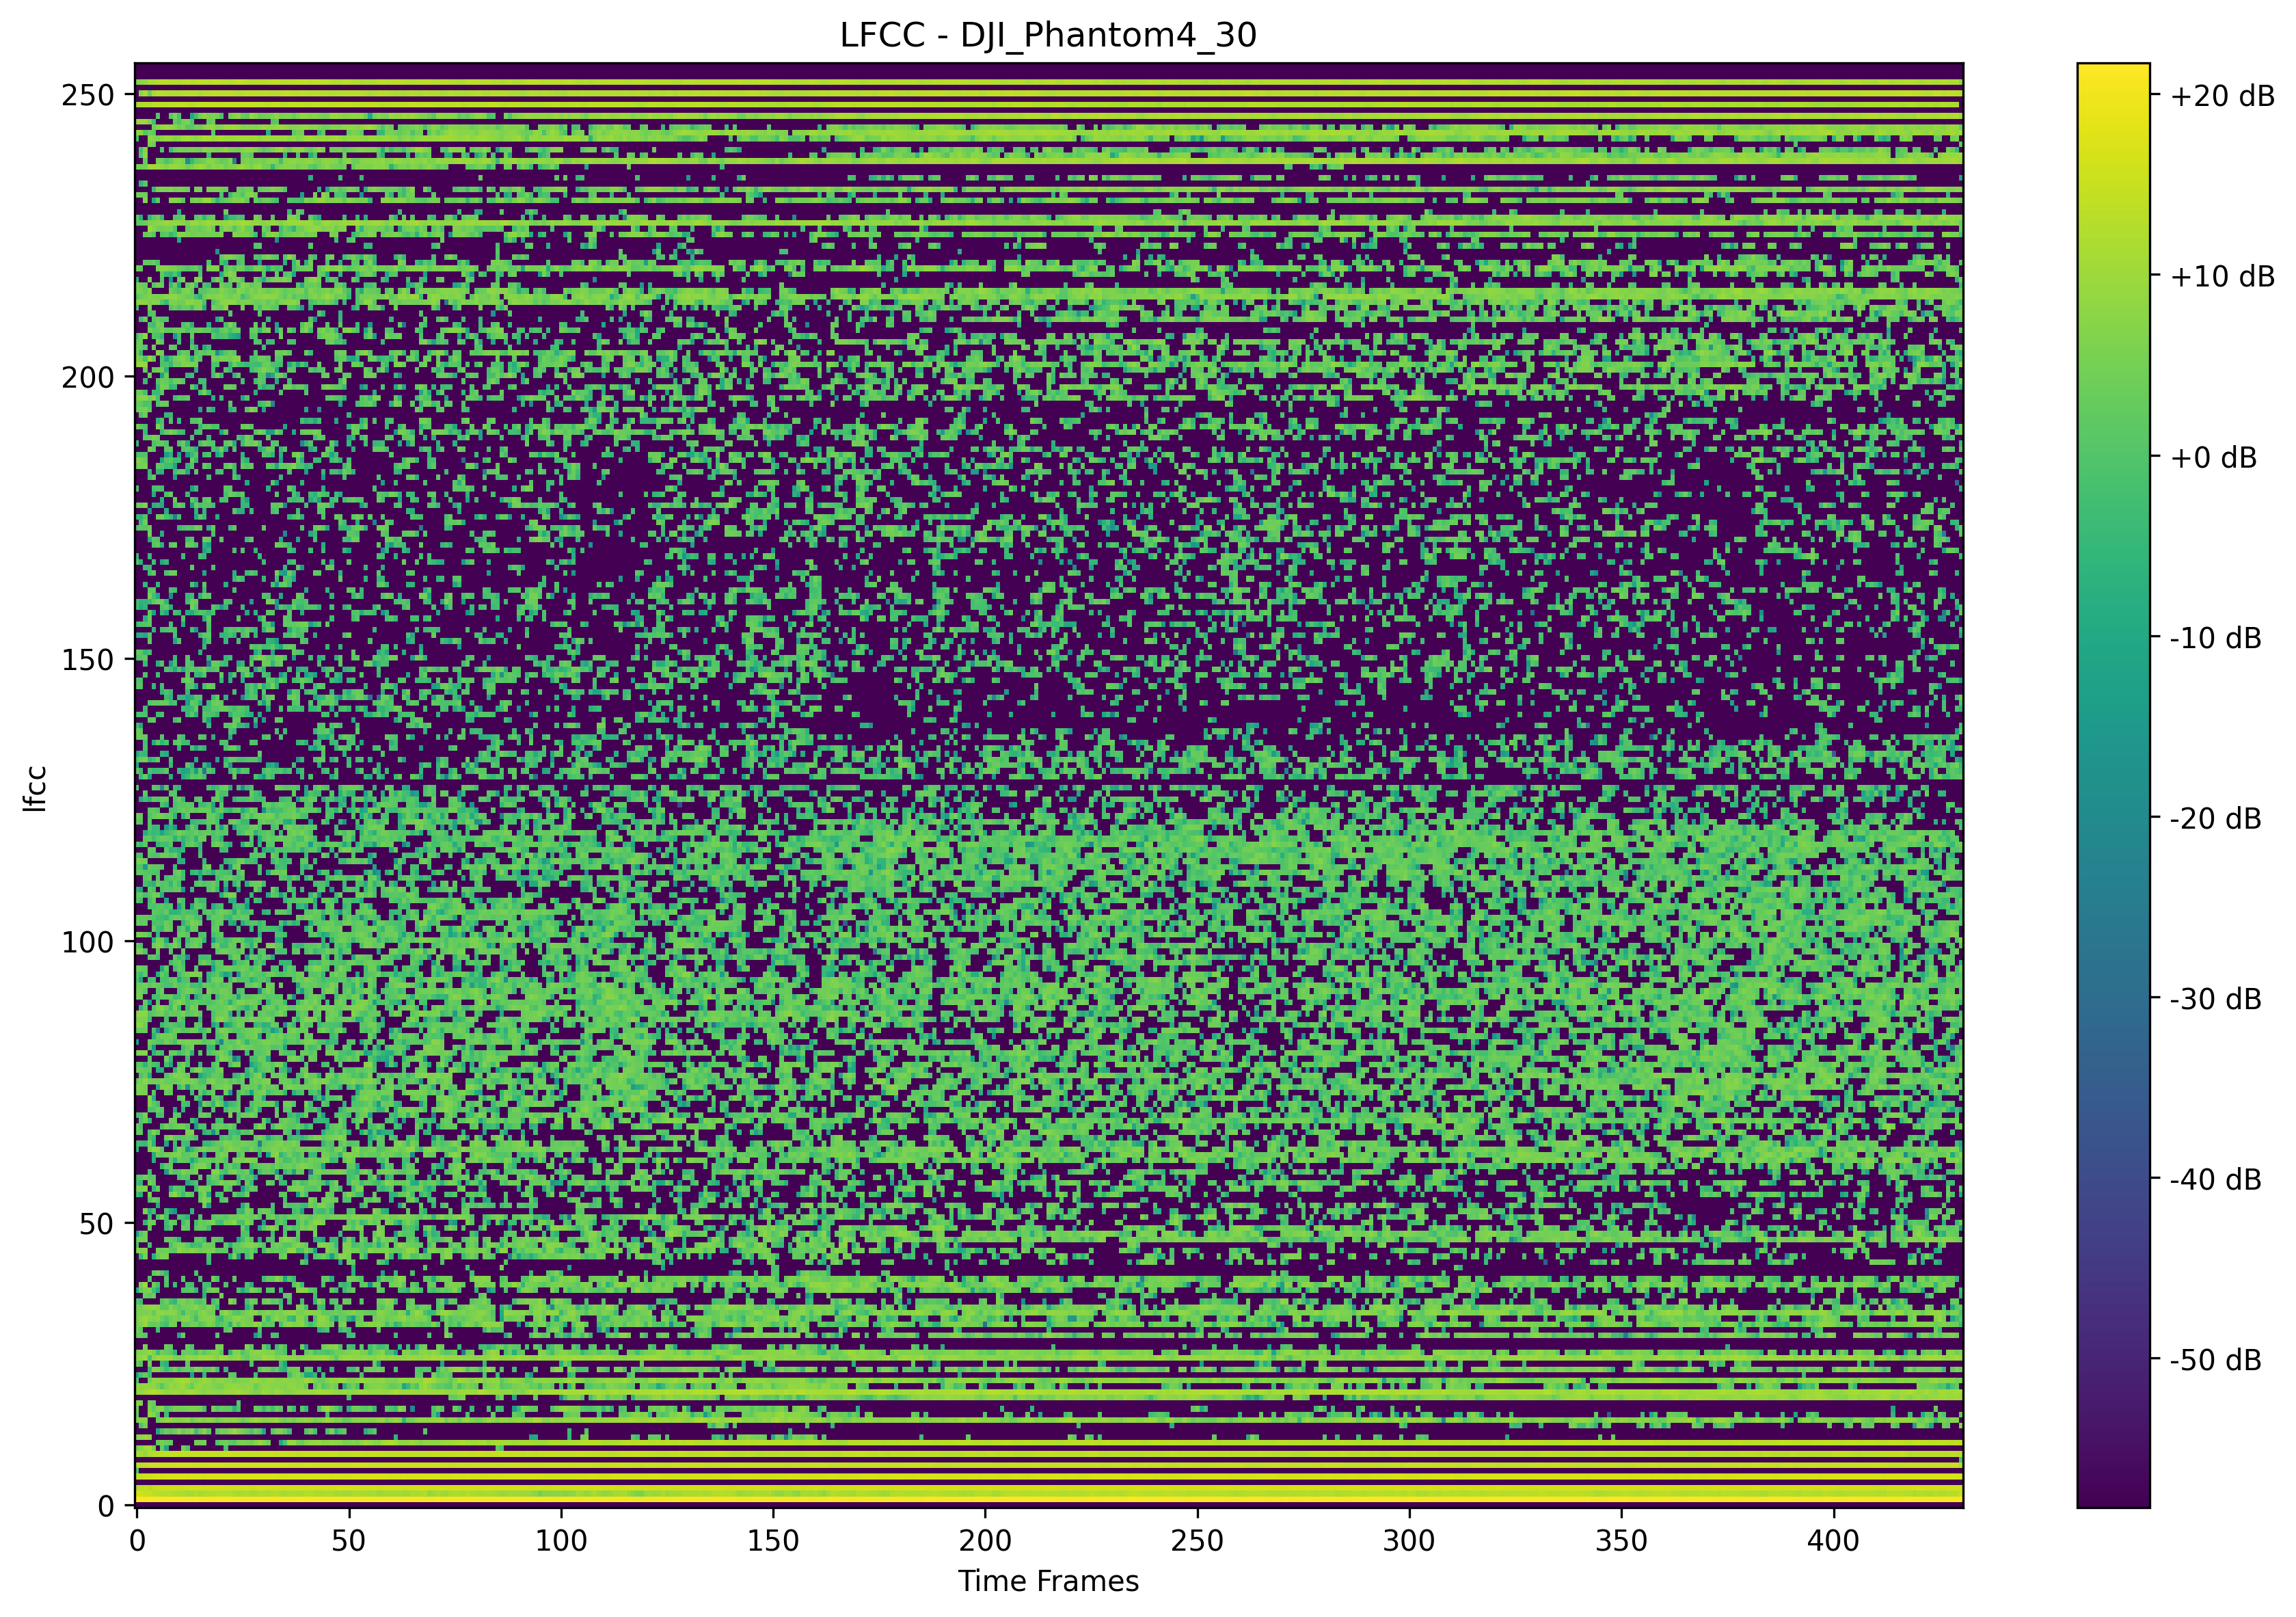 LFCC - DJI_Phantom4_30
lfcc
250
200
150
100
50
0
0 50 100 150 200 250 300 350 400
Time Frames
+20 dB
+10 dB
+0 dB
-10 dB
-20 dB
-30 dB
-40 dB
-50 dB